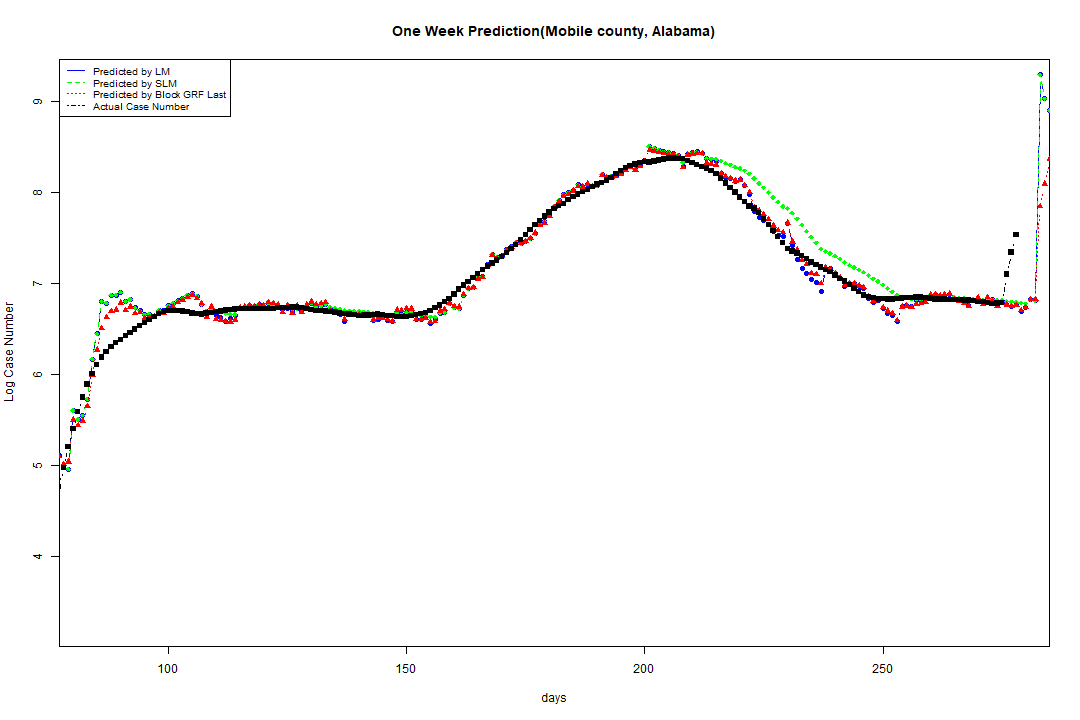 One Week Prediction(Mobile county, Alabama)
Predicted by LM
Predicted by SLM
Predicted by Block GRF Last
Actual Case Number
9
8
7
6
5
4
Log Case Number
100 150 200 250
days